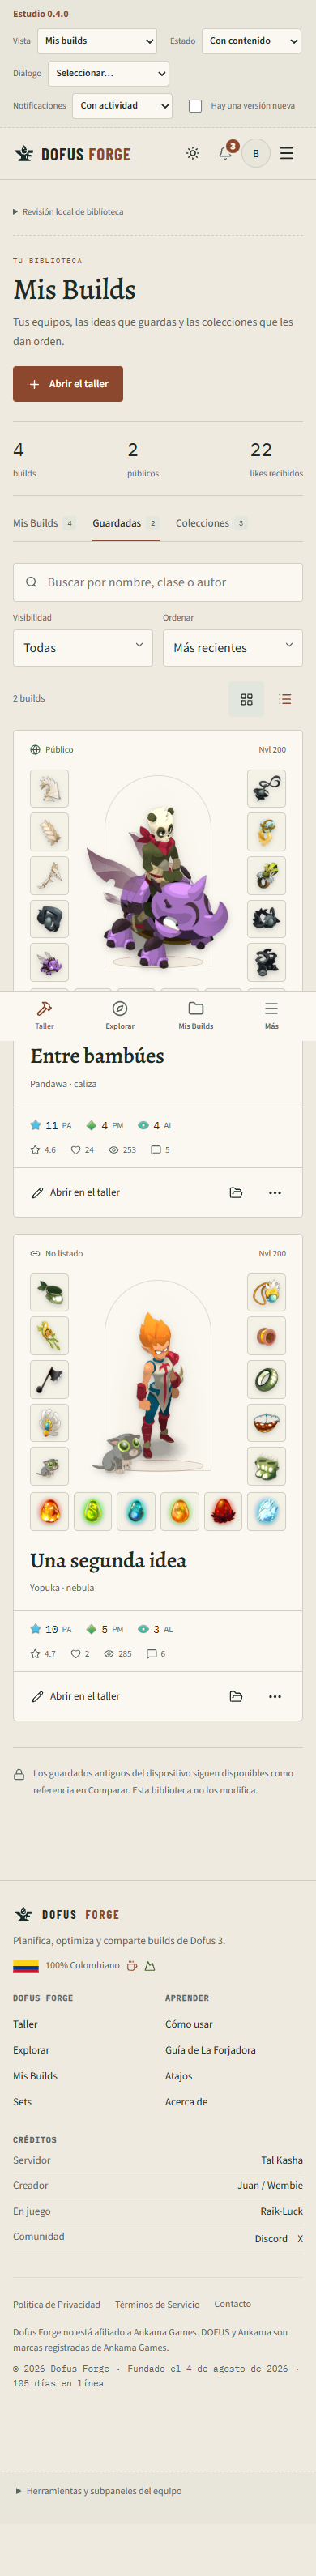 Estudio 0.4.0
Vista Mis builds Estado Con contenido
Diálogo Seleccionar...
Notificaciones Con actividad Hay una versión nueva
DOFUS FORGE 3 B
Revisión local de biblioteca
TU BIBLIOTECA
Mis Builds
Tus equipos, las ideas que guardas y las colecciones que les
dan orden.
Abrir el taller
4 2 22
builds públicos likes recibidos
Mis Builds 4 Guardadas 2 Colecciones 3
Buscar por nombre, clase o autor
Visibilidad Ordenar
Todas Más recientes
2 builds
Público Nvl 200
Taller Explorar Mis Builds Más
Entre bambúes
Pandawa · caliza
11 PA 4 PM 4 AL
4.6 24 253 5
Abrir en el taller
No listado Nvl 200
Una segunda idea
Yopuka · nebula
10 PA 5 PM 3 AL
4.7 2 285 6
Abrir en el taller
Los guardados antiguos del dispositivo siguen disponibles como
referencia en Comparar. Esta biblioteca no los modifica.
DOFUS FORGE
Planifica, optimiza y comparte builds de Dofus 3.
100% Colombiano
DOFUS FORGE APRENDER
Taller Cómo usar
Explorar Guía de La Forjadora
Mis Builds Atajos
Sets Acerca de
CRÉDITOS
Servidor Tal Kasha
Creador Juan / Wembie
En juego Raik-Luck
Comunidad Discord X
Política de Privacidad Términos de Servicio Contacto
Dofus Forge no está afiliado a Ankama Games. DOFUS y Ankama son
marcas registradas de Ankama Games.
© 2026 Dofus Forge · Fundado el 4 de agosto de 2026 ·
105 días en línea
Herramientas y subpaneles del equipo